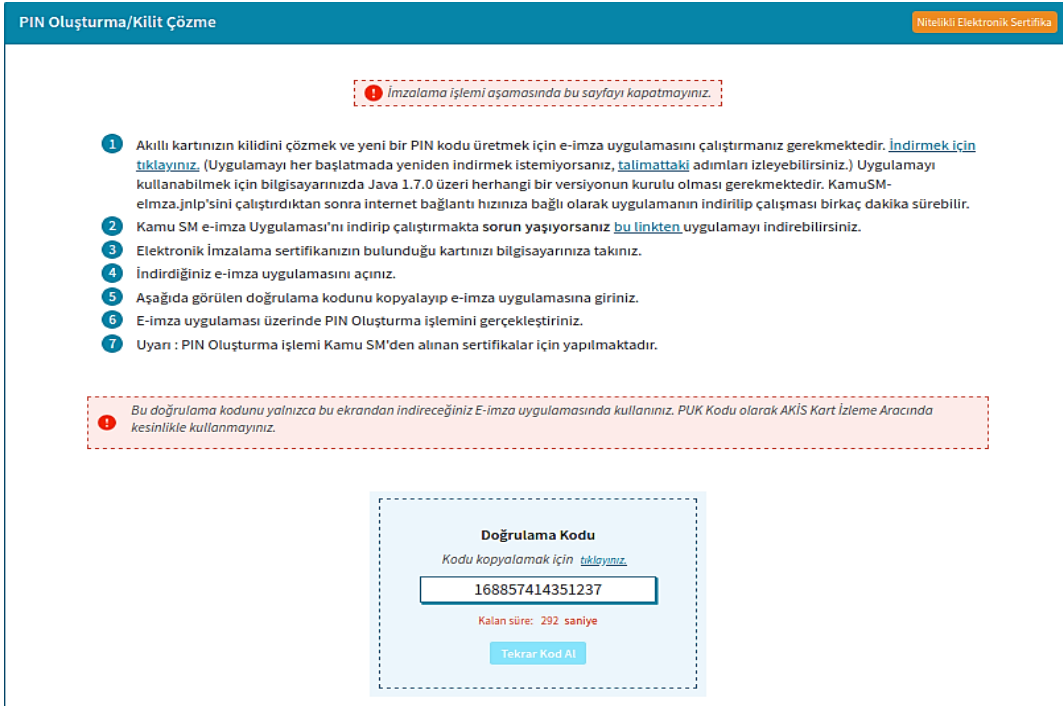 PIN Oluşturma/Kilit Çözme
Nitelikli Elektronik Sertifika
İmzalama işlemi aşamasında bu sayfayı kapatmayınız.
1 Akıllı kartınızın kilidini çözmek ve yeni bir PIN kodu üretmek için e-imza uygulamasını çalıştırmanız gerekmektedir. İndirmek için
tıklayınız. (Uygulamayı her başlatmada yeniden indirmek istemiyorsanız, talimattaki adımları izleyebilirsiniz.) Uygulamayı
kullanabilmek için bilgisayarınızda Java 1.7.0 üzeri herhangi bir versiyonun kurulu olması gerekmektedir. KamuSM-
eImza.jnlp'sini çalıştırdıktan sonra internet bağlantı hızınıza bağlı olarak uygulamanın indirilip çalışması birkaç dakika sürebilir.
2 Kamu SM e-imza Uygulaması'nı indirip çalıştırmakta sorun yaşıyorsanız bu linkten uygulamayı indirebilirsiniz.
3 Elektronik İmzalama sertifikanızın bulunduğu kartınızı bilgisayarınıza takınız.
4 İndirdiğiniz e-imza uygulamasını açınız.
5 Aşağıda görülen doğrulama kodunu kopyalayıp e-imza uygulamasına giriniz.
6 E-imza uygulaması üzerinde PIN Oluşturma işlemini gerçekleştiriniz.
7 Uyarı : PIN Oluşturma işlemi Kamu SM'den alınan sertifikalar için yapılmaktadır.
Bu doğrulama kodunu yalnızca bu ekrandan indireceğiniz E-imza uygulamasında kullanınız. PUK Kodu olarak AKİS Kart İzleme Aracında
kesinlikle kullanmayınız.
Doğrulama Kodu
Kodu kopyalamak için tıklayınız.
168857414351237
Kalan süre: 292 saniye
Tekrar Kod Al